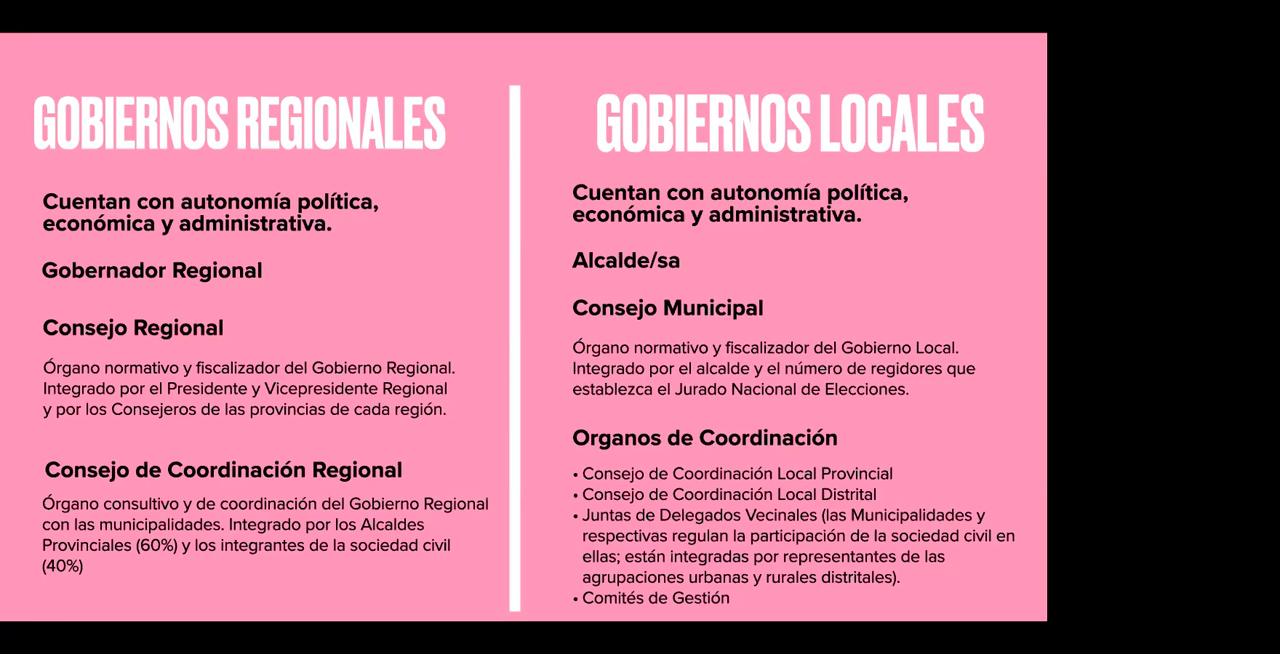 GOBIERNOS REGIONALES
Cuentan con autonomía política,
económica y administrativa.
Gobernador Regional
Consejo Regional
Órgano normativo y fiscalizador del Gobierno Regional.
Integrado por el Presidente y Vicepresidente Regional
y por los Consejeros de las provincias de cada región.
Consejo de Coordinación Regional
Órgano consultivo y de coordinación del Gobierno Regional
con las municipalidades. Integrado por los Alcaldes
Provinciales (60%) y los integrantes de la sociedad civil
(40%)
GOBIERNOS LOCALES
Cuentan con autonomía política,
económica y administrativa.
Alcalde/sa
Consejo Municipal
Órgano normativo y fiscalizador del Gobierno Local.
Integrado por el alcalde y el número de regidores que
establezca el Jurado Nacional de Elecciones.
Organos de Coordinación
• Consejo de Coordinación Local Provincial
• Consejo de Coordinación Local Distrital
• Juntas de Delegados Vecinales (las Municipalidades y
respectivas regulan la participación de la sociedad civil en
ellas; están integradas por representantes de las
agrupaciones urbanas y rurales distritales).
• Comités de Gestión